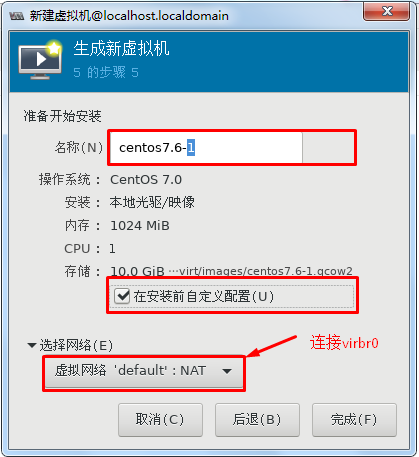 新建虚拟机@localhost.localdomain
生成新虚拟机
5 的步骤 5
准备开始安装
名称(N) centos7.6-1
操作系统： CentOS 7.0
安装： 本地光驱/映像
内存： 1024 MiB
CPU： 1
存储： 10.0 GiB ···virt/images/centos7.6-1.qcow2
在安装前自定义配置(U)
选择网络(E)
连接virbr0
虚拟网络 'default' : NAT
取消(C) 后退(B) 完成(F)